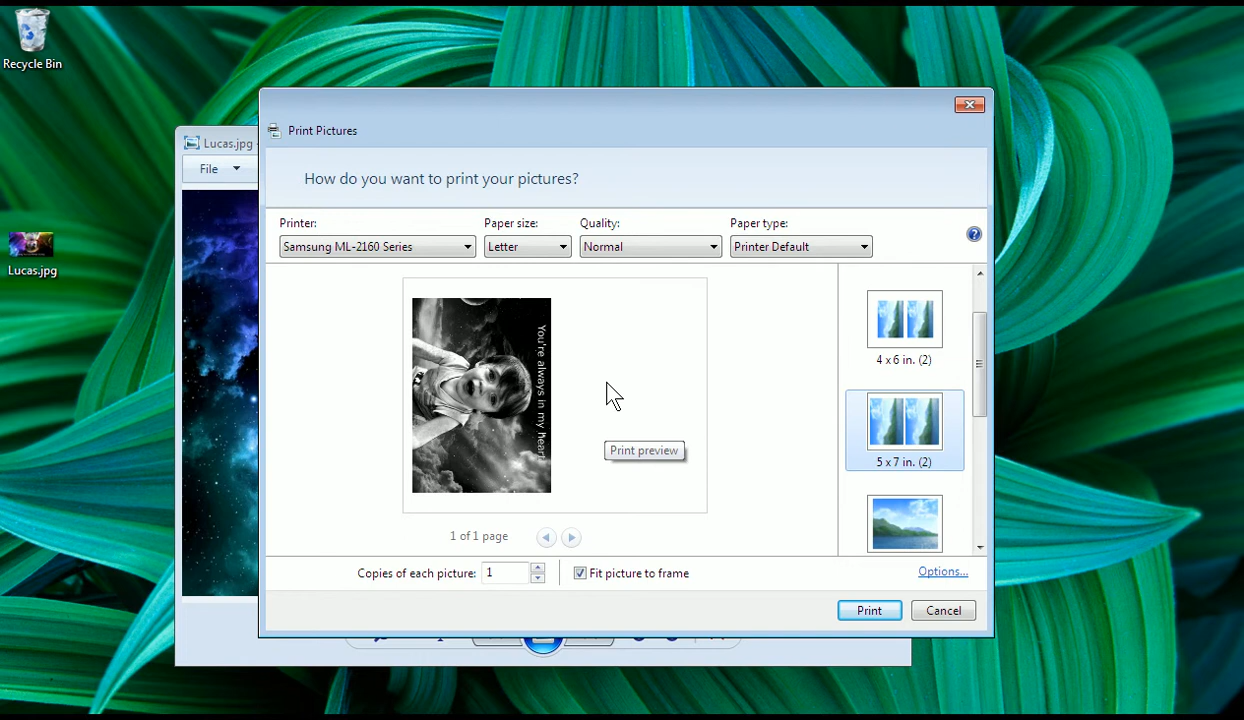 Recycle Bin
Lucas.jpg
Lucas.jpg -
File
Print Pictures
How do you want to print your pictures?
Printer:
Samsung ML-2160 Series
Paper size:
Letter
Quality:
Normal
Paper type:
Printer Default
You're always in my heart
Print preview
1 of 1 page
4 x 6 in. (2)
5 x 7 in. (2)
Copies of each picture:
1
Fit picture to frame
Options...
Print
Cancel